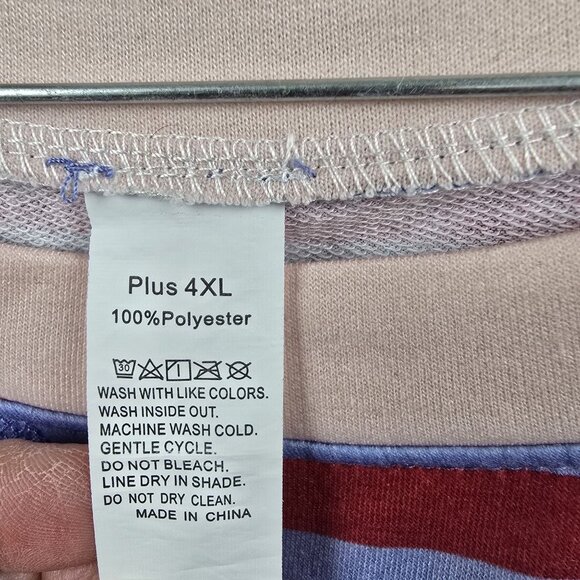 Plus 4XL
100%Polyester
30
WASH WITH LIKE COLORS.
WASH INSIDE OUT.
MACHINE WASH COLD.
GENTLE CYCLE.
DO NOT BLEACH.
LINE DRY IN SHADE.
DO NOT DRY CLEAN.
MADE IN CHINA